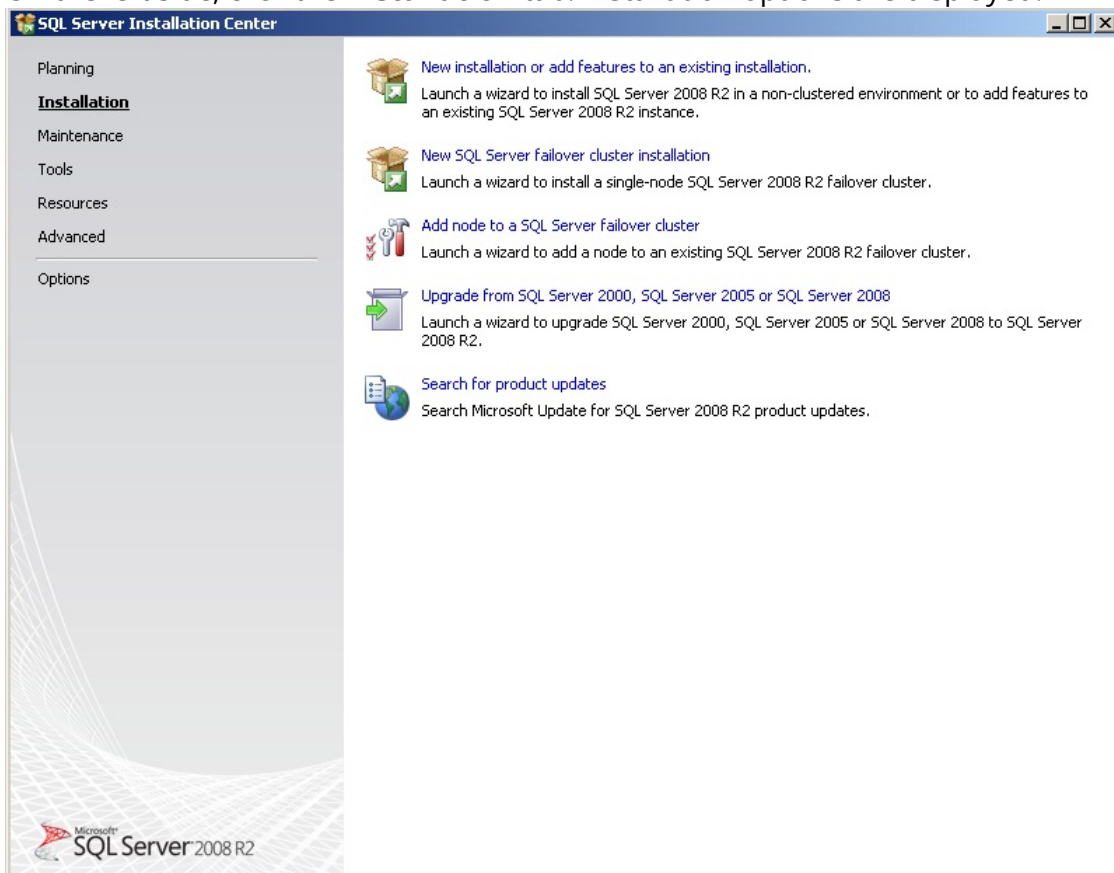 SQL Server Installation Center
Planning
Installation
Maintenance
Tools
Resources
Advanced
Options
New installation or add features to an existing installation.
Launch a wizard to install SQL Server 2008 R2 in a non-clustered environment or to add features to
an existing SQL Server 2008 R2 instance.
New SQL Server failover cluster installation
Launch a wizard to install a single-node SQL Server 2008 R2 failover cluster.
Add node to a SQL Server failover cluster
Launch a wizard to add a node to an existing SQL Server 2008 R2 failover cluster.
Upgrade from SQL Server 2000, SQL Server 2005 or SQL Server 2008
Launch a wizard to upgrade SQL Server 2000, SQL Server 2005 or SQL Server 2008 to SQL Server
2008 R2.
Search for product updates
Search Microsoft Update for SQL Server 2008 R2 product updates.
Microsoft
SQL Server 2008 R2